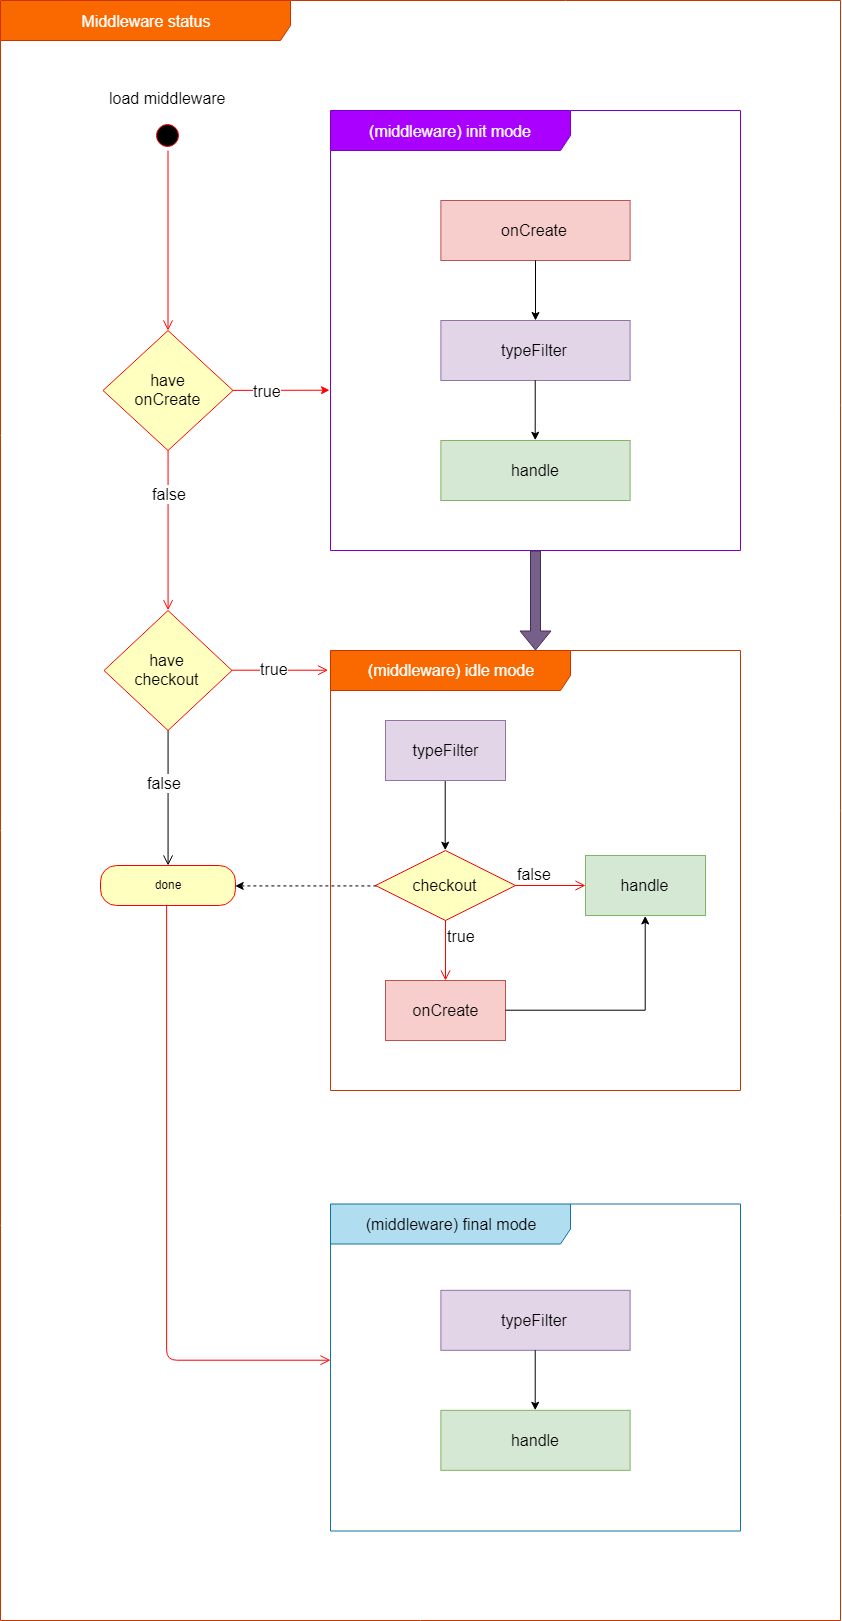 Middleware status
load middleware
(middleware) init mode
onCreate
typeFilter
have
onCreate
true
handle
false
have
checkout
true
(middleware) idle mode
typeFilter
false
done
checkout
false
handle
true
onCreate
(middleware) final mode
typeFilter
handle